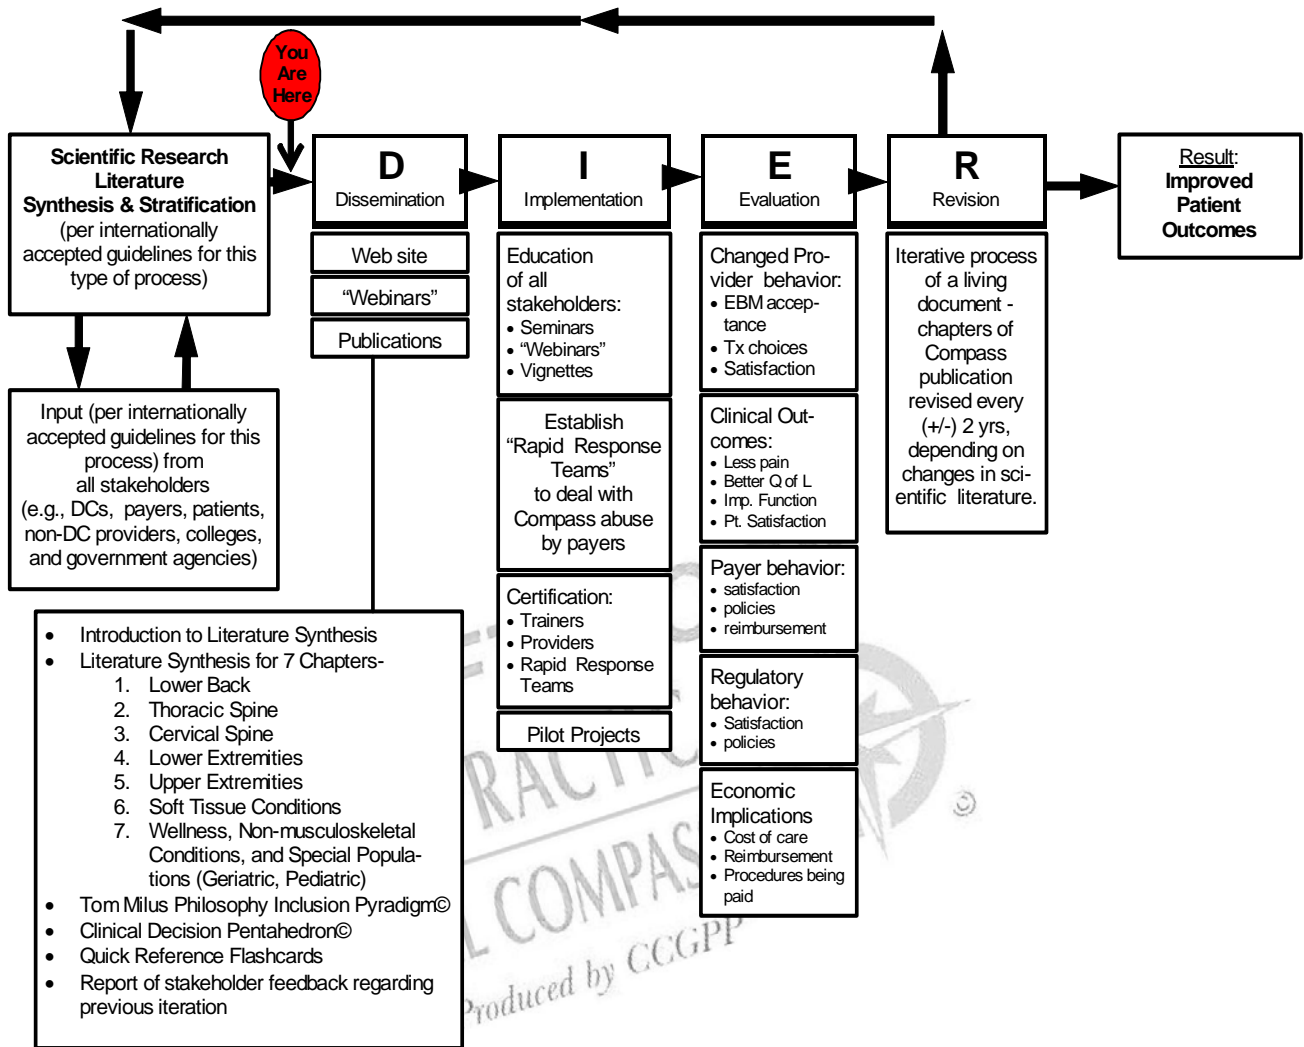 You
Are
Here
Scientific Research
Literature
Synthesis & Stratification
(per internationally
accepted guidelines for this
type of process)
Input (per internationally
accepted guidelines for this
process) from
all stakeholders
(e.g., DCs, payers, patients,
non-DC providers, colleges,
and government agencies)
D
Dissemination
Web site
“Webinars”
Publications
• Introduction to Literature Synthesis
• Literature Synthesis for 7 Chapters-
1. Lower Back
2. Thoracic Spine
3. Cervical Spine
4. Lower Extremities
5. Upper Extremities
6. Soft Tissue Conditions
7. Wellness, Non-musculoskeletal
Conditions, and Special Popula-
tions (Geriatric, Pediatric)
• Tom Milus Philosophy Inclusion Pyradigm©
• Clinical Decision Pentahedron©
• Quick Reference Flashcards
• Report of stakeholder feedback regarding
previous iteration
I
Implementation
Education
of all
stakeholders:
• Seminars
• “Webinars”
• Vignettes
Establish
“Rapid Response
Teams”
to deal with
Compass abuse
by payers
Certification:
• Trainers
• Providers
• Rapid Response
Teams
Pilot Projects
E
Evaluation
Changed Pro-
vider behavior:
• EBM accep-
tance
• Tx choices
• Satisfaction
Clinical Out-
comes:
• Less pain
• Better Q of L
• Imp. Function
• Pt. Satisfaction
Payer behavior:
• satisfaction
• policies
• reimbursement
Regulatory
behavior:
• Satisfaction
• policies
Economic
Implications
• Cost of care
• Reimbursement
• Procedures being
paid
R
Revision
Iterative process
of a living
document -
chapters of
Compass
publication
revised every
(+/-) 2 yrs,
depending on
changes in sci-
entific literature.
Result:
Improved
Patient
Outcomes
RACTIC
L COMPAS
©
Produced by CCGPP